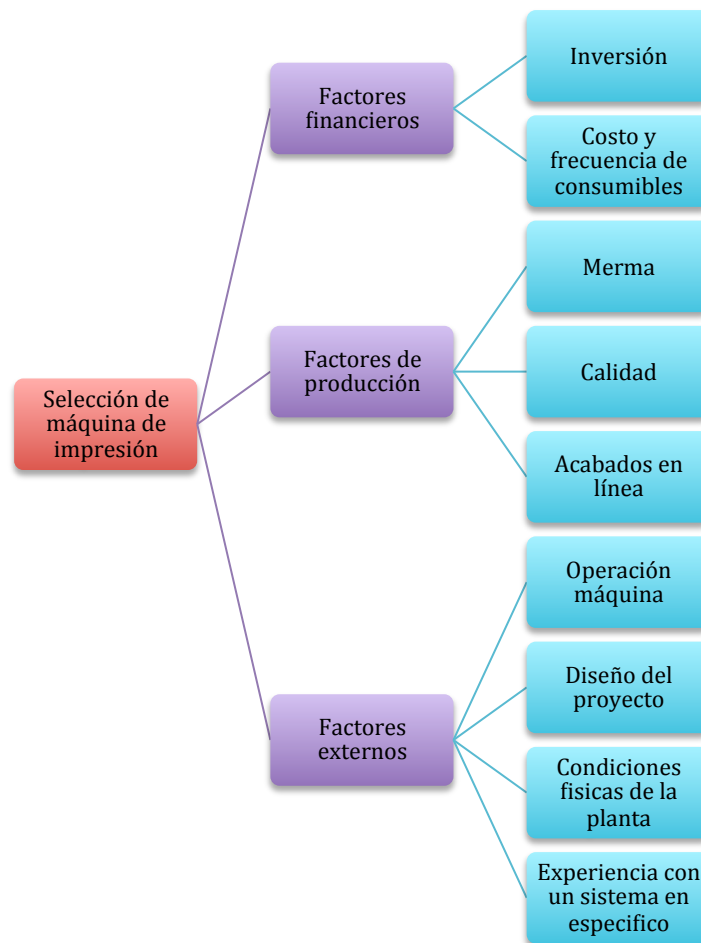 Selección de
máquina de
impresión
Factores
financieros
Inversión
Costo y
frecuencia de
consumibles
Factores de
producción
Merma
Calidad
Acabados en
línea
Factores
externos
Operación
máquina
Diseño del
proyecto
Condiciones
fisicas de la
planta
Experiencia con
un sistema en
especifico